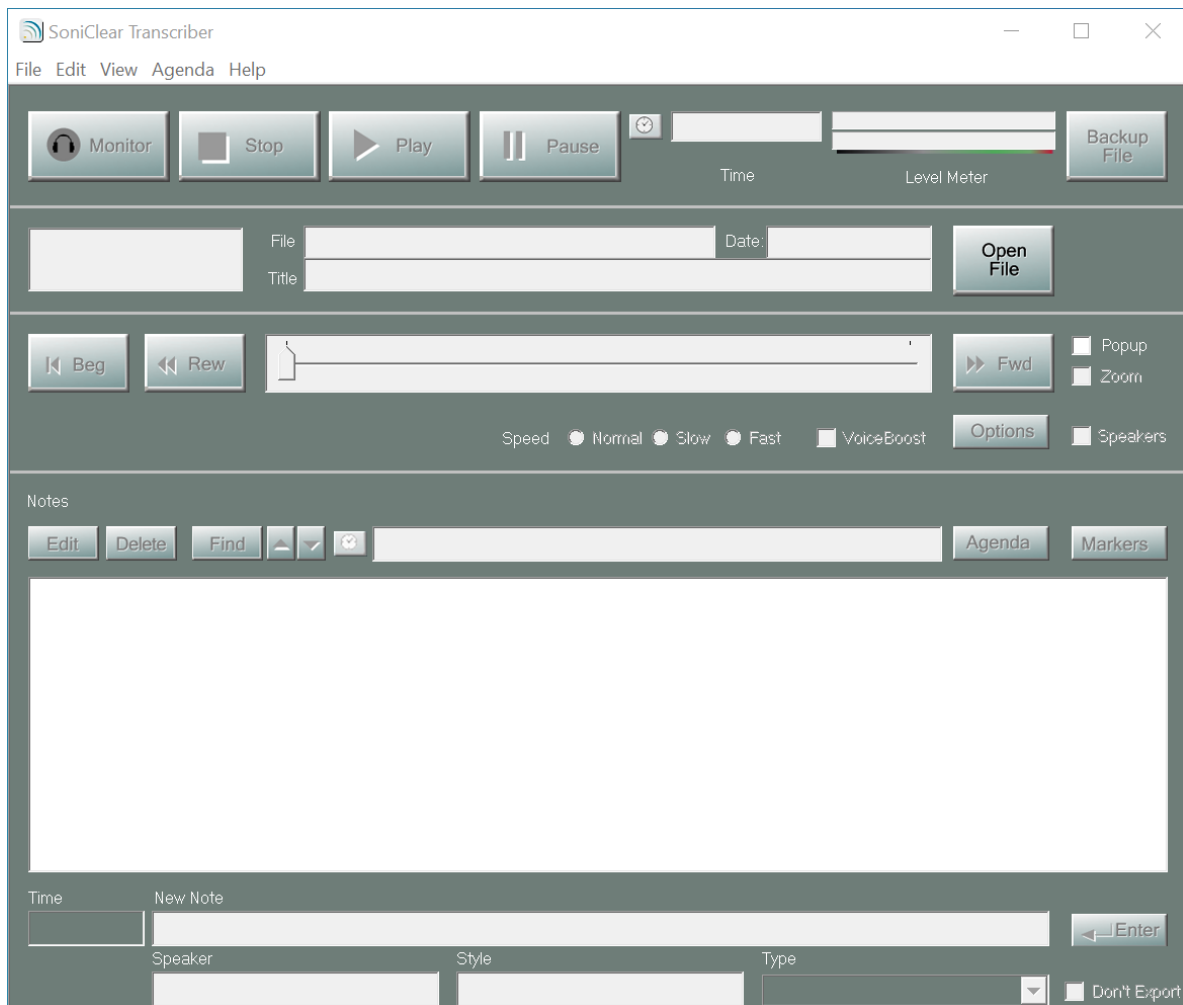 SoniClear Transcriber
File Edit View Agenda Help
Monitor Stop Play Pause Backup File
Time Level Meter
File Date: Open File
Title
Beg Rew Fwd Popup
Zoom
Speed Normal Slow Fast VoiceBoost Options Speakers
Notes
Edit Delete Find Agenda Markers
Time New Note
Enter
Speaker Style Type
Don't Export